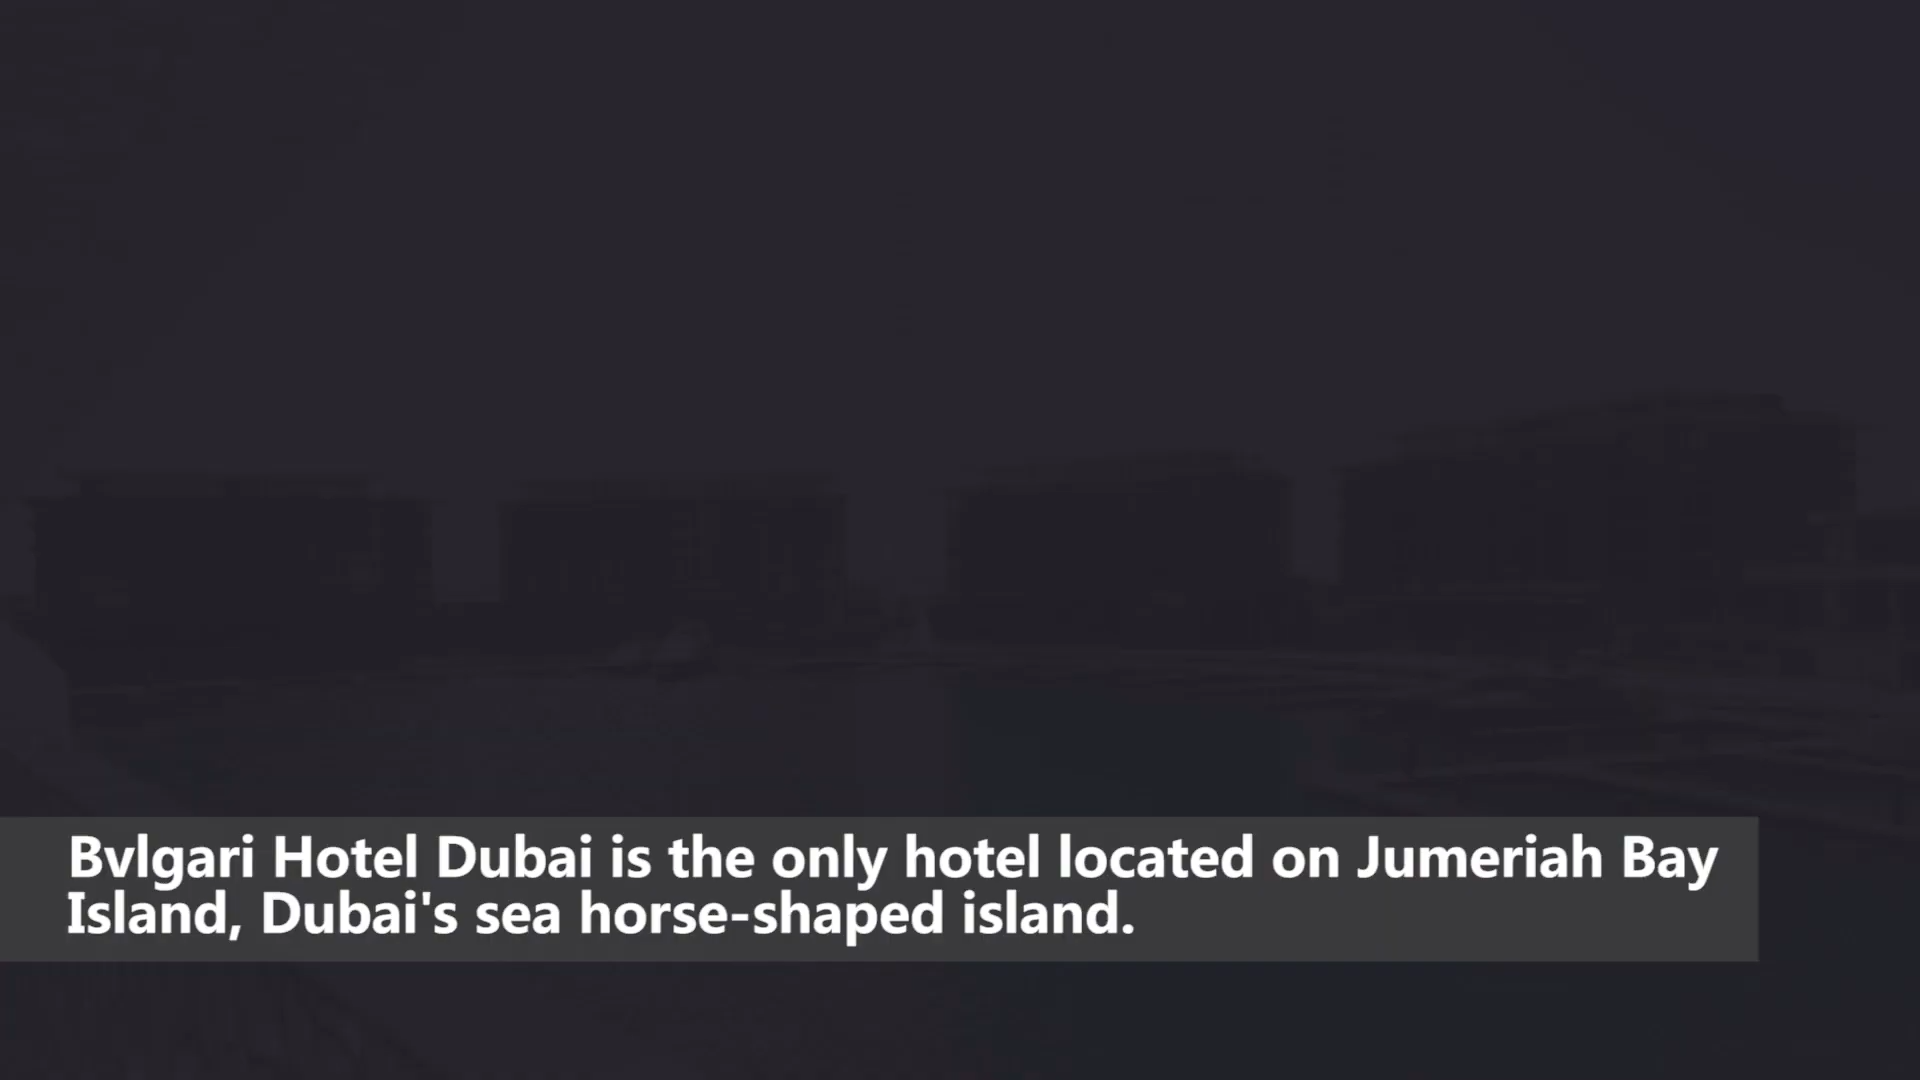 Bvlgari Hotel Dubai is the only hotel located on Jumeriah Bay
Island, Dubai's sea horse-shaped island.